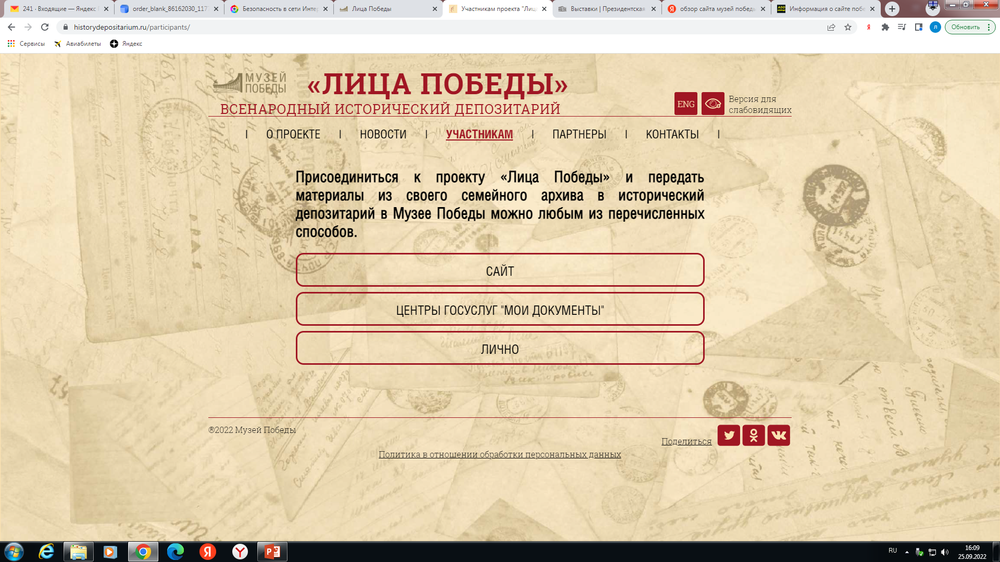 241 · Входящие — Яндекс
order_blank_86162030_1177
Безопасность в сети Интер
Лица Победы
Участникам проекта "Лица
Выставки | Президентская
обзор сайта музей победы
Информация о сайте побе
historydepositarium.ru/participants/
Обновить
Сервисы
Авиабилеты
Яндекс
МУЗЕЙ
ПОБЕДЫ
«ЛИЦА ПОБЕДЫ»
ВСЕНАРОДНЫЙ ИСТОРИЧЕСКИЙ ДЕПОЗИТАРИЙ
ENG
Версия для
слабовидящих
| О ПРОЕКТЕ | НОВОСТИ | УЧАСТНИКАМ | ПАРТНЕРЫ | КОНТАКТЫ |
Присоединиться к проекту «Лица Победы» и передать
материалы из своего семейного архива в исторический
депозитарий в Музее Победы можно любым из перечисленных
способов.
САЙТ
ЦЕНТРЫ ГОСУСЛУГ "МОИ ДОКУМЕНТЫ"
ЛИЧНО
®2022 Музей Победы
Поделиться
Политика в отношении обработки персональных данных
RU
16:09
25.09.2022